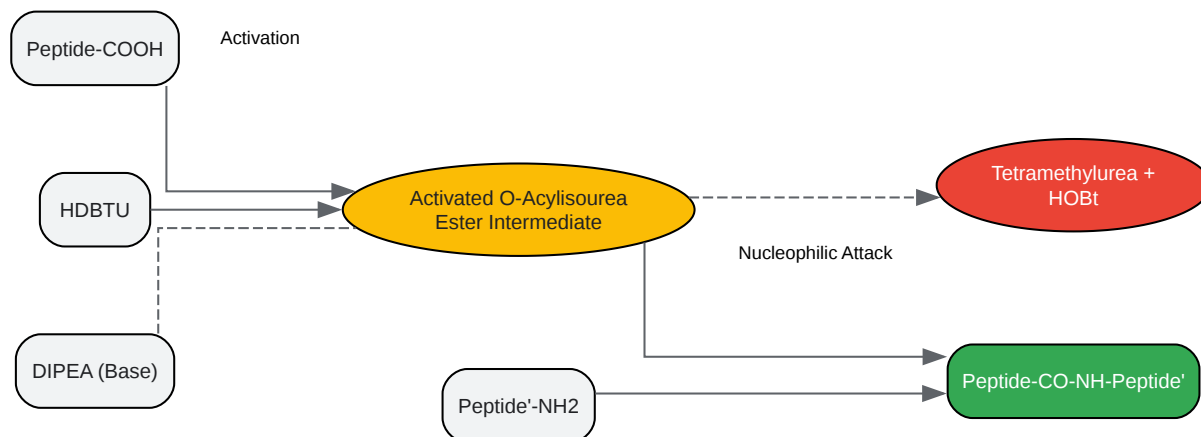 Peptide-COOH
Activation
HDBTU
Activated O-Acylisourea
Ester Intermediate
Tetramethylurea +
HOBt
Nucleophilic Attack
DIPEA (Base)
Peptide'-NH2
Peptide-CO-NH-Peptide'